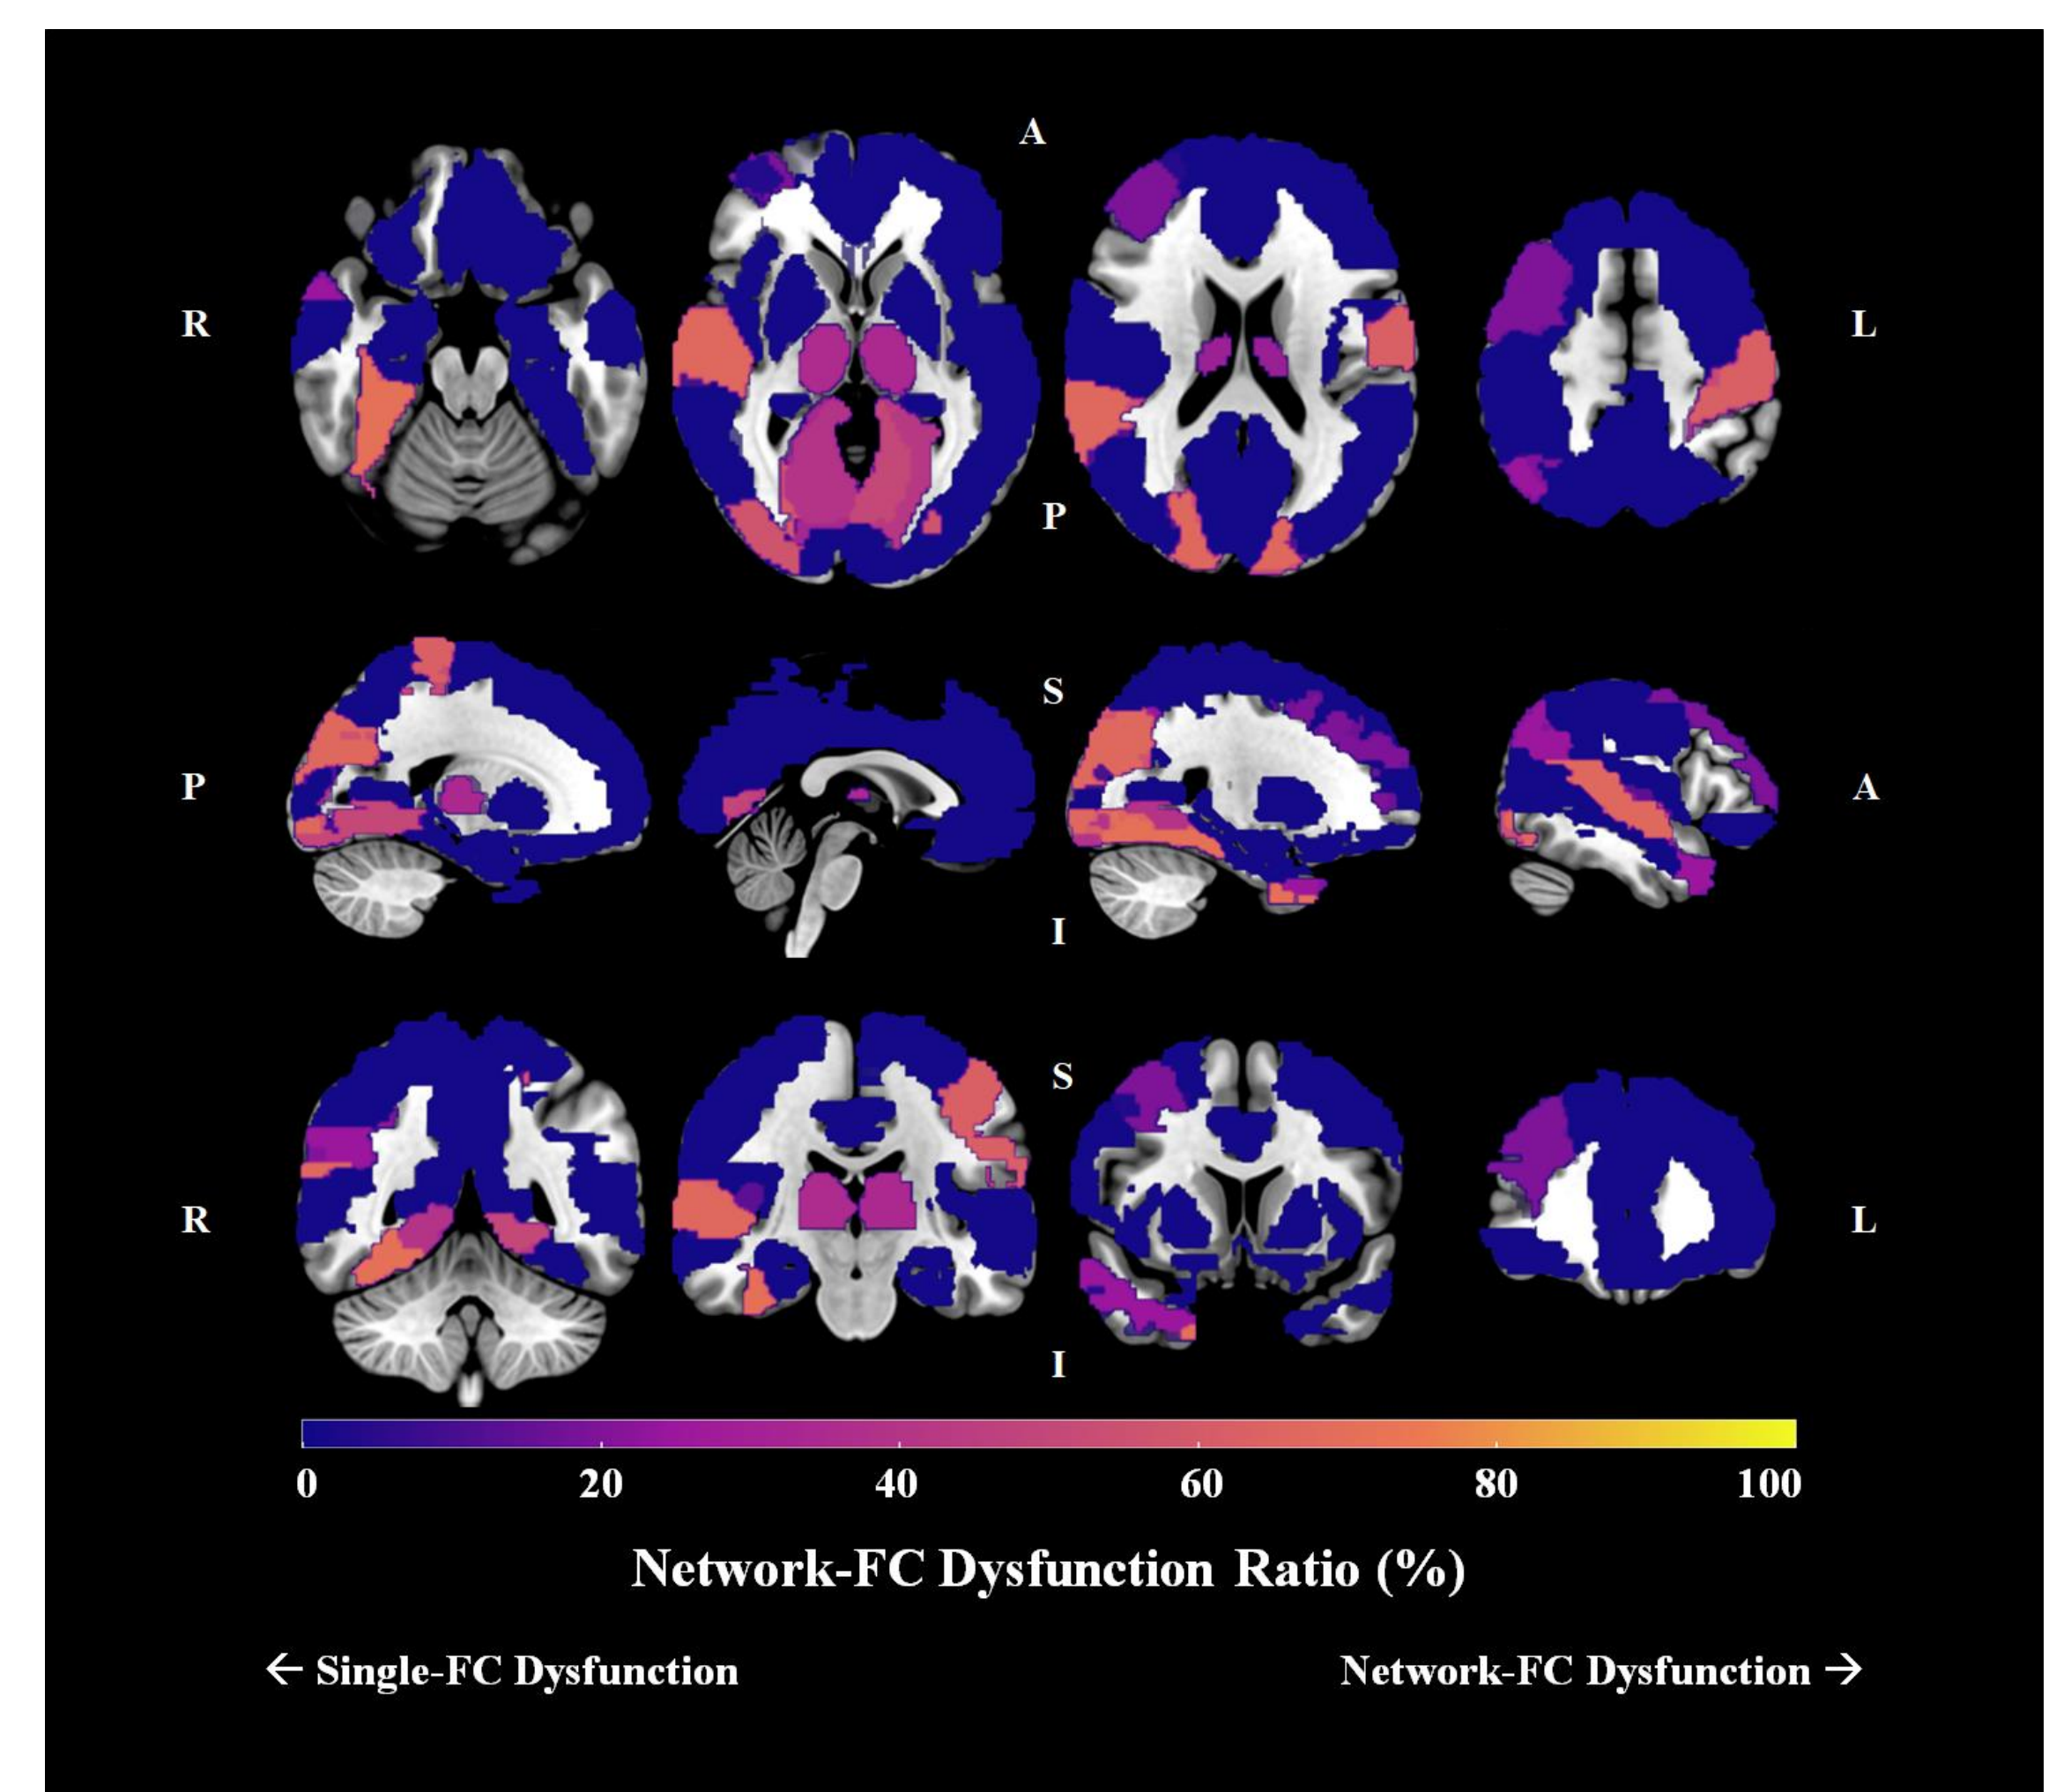 A
R
L
P
S
P
A
I
S
R
L
I
0 20 40 60 80 100
Network-FC Dysfunction Ratio (%)
← Single-FC Dysfunction
Network-FC Dysfunction →